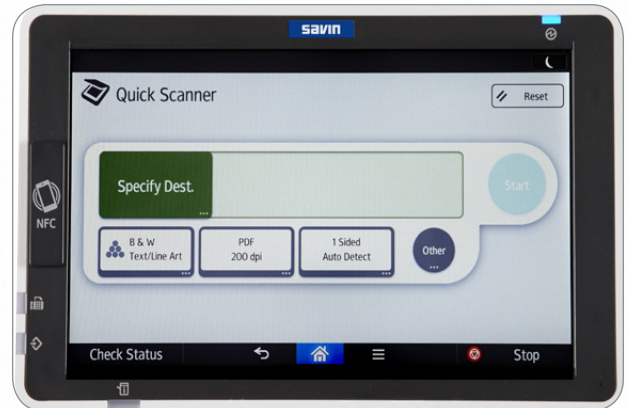 savin
Quick Scanner
Reset
Specify Dest.
Start
NFC
B & W
Text/Line Art
PDF
200 dpi
1 Sided
Auto Detect
Other
Check Status
Stop